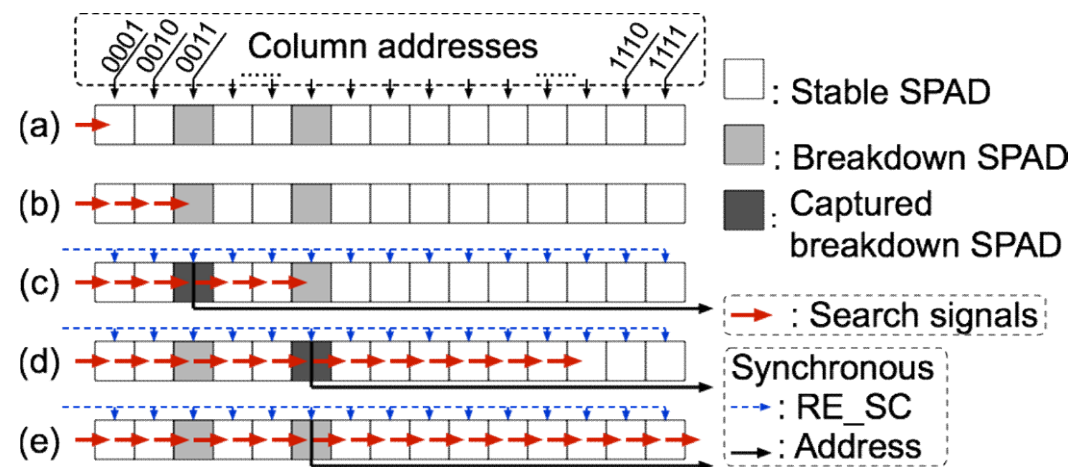 0001 0010 0011 Column addresses 1110 1111
(a)
(b)
(c)
(d)
(e)
: Stable SPAD
: Breakdown SPAD
: Captured
breakdown SPAD
: Search signals
Synchronous
: RE_SC
: Address